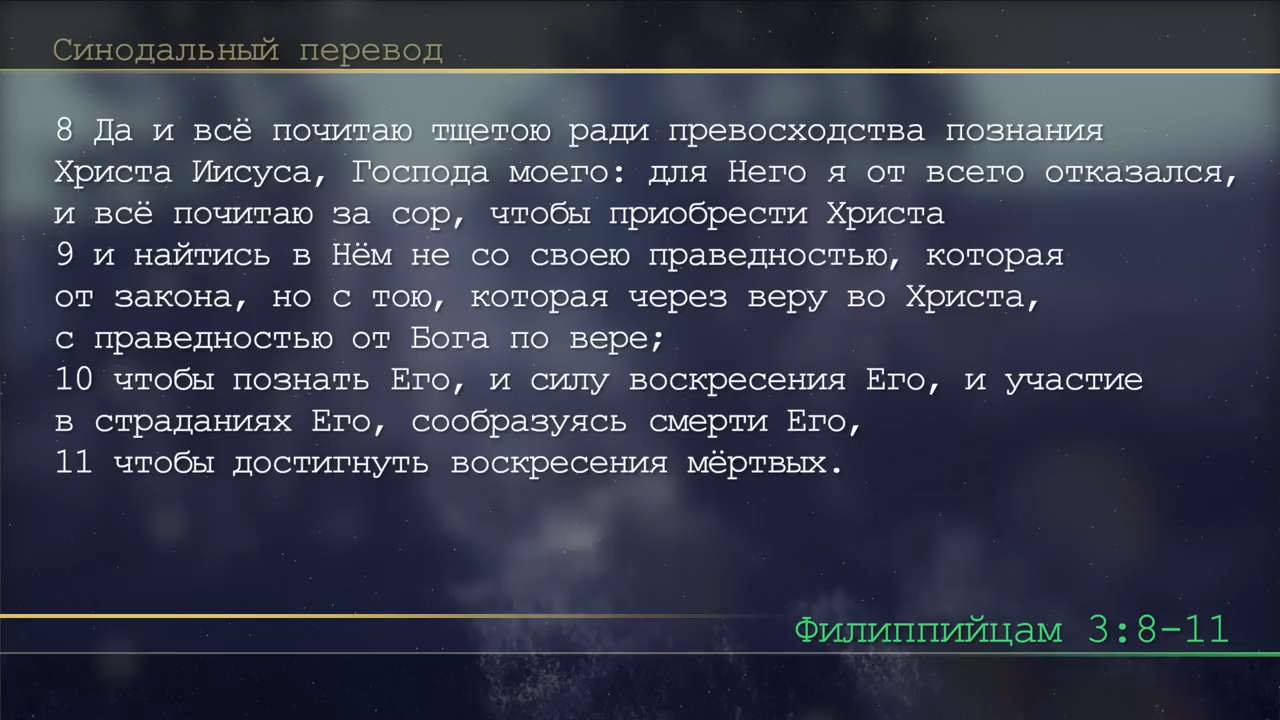 Синодальный перевод
8 Да и всё почитаю тщетою ради превосходства познания
Христа Иисуса, Господа моего: для Него я от всего отказался,
и всё почитаю за сор, чтобы приобрести Христа
9 и найтись в Нём не со своею праведностью, которая
от закона, но с тою, которая через веру во Христа,
с праведностью от Бога по вере;
10 чтобы познать Его, и силу воскресения Его, и участие
в страданиях Его, сообразуясь смерти Его,
11 чтобы достигнуть воскресения мёртвых.
Филиппийцам 3:8-11